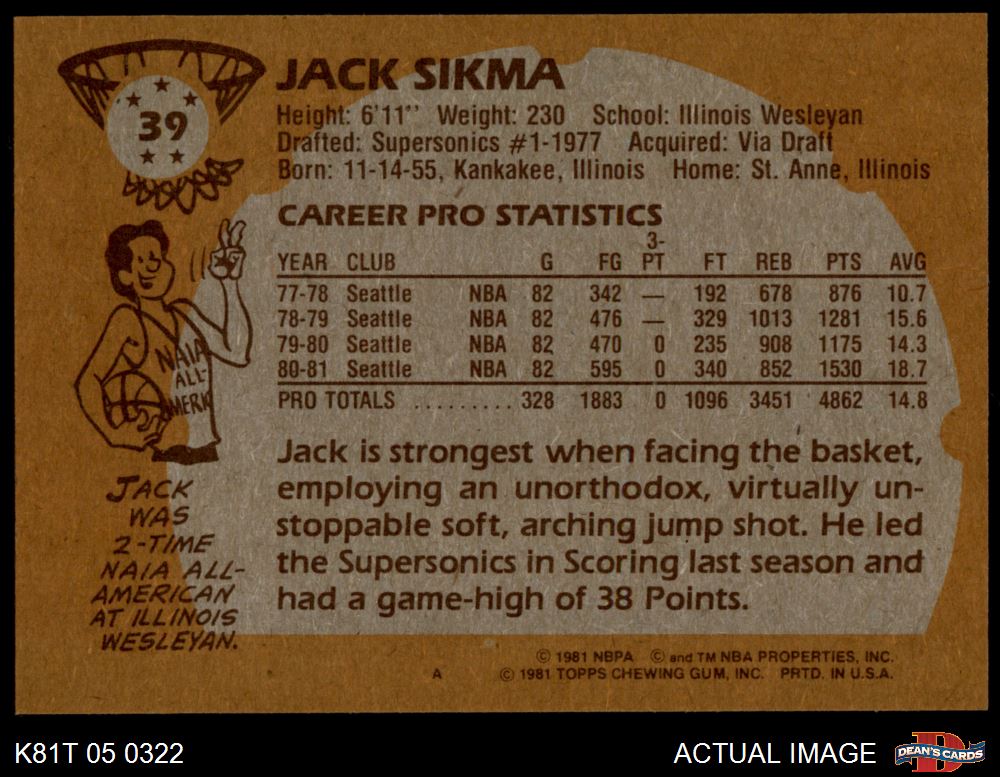 39
JACK SIKMA
Height: 6'11" Weight: 230 School: Illinois Wesleyan
Drafted: Supersonics #1-1977 Acquired: Via Draft
Born: 11-14-55, Kankakee, Illinois Home: St. Anne, Illinois
CAREER PRO STATISTICS
YEAR CLUB G FG 3-PT FT REB PTS AVG
77-78 Seattle NBA 82 342 — 192 678 876 10.7
78-79 Seattle NBA 82 476 — 329 1013 1281 15.6
79-80 Seattle NBA 82 470 0 235 908 1175 14.3
80-81 Seattle NBA 82 595 0 340 852 1530 18.7
PRO TOTALS .......... 328 1883 0 1096 3451 4862 14.8
Jack is strongest when facing the basket,
employing an unorthodox, virtually un-
stoppable soft, arching jump shot. He led
the Supersonics in Scoring last season and
had a game-high of 38 Points.
NAIA
ALL-
AMERI
JACK
WAS
2-TIME
NAIA ALL-
AMERICAN
AT ILLINOIS
WESLEYAN.
© 1981 NBPA © and TM NBA PROPERTIES, INC.
A © 1981 TOPPS CHEWING GUM, INC. PRTD. IN U.S.A.
K81T 05 0322
ACTUAL IMAGE
DEAN'S CARDS